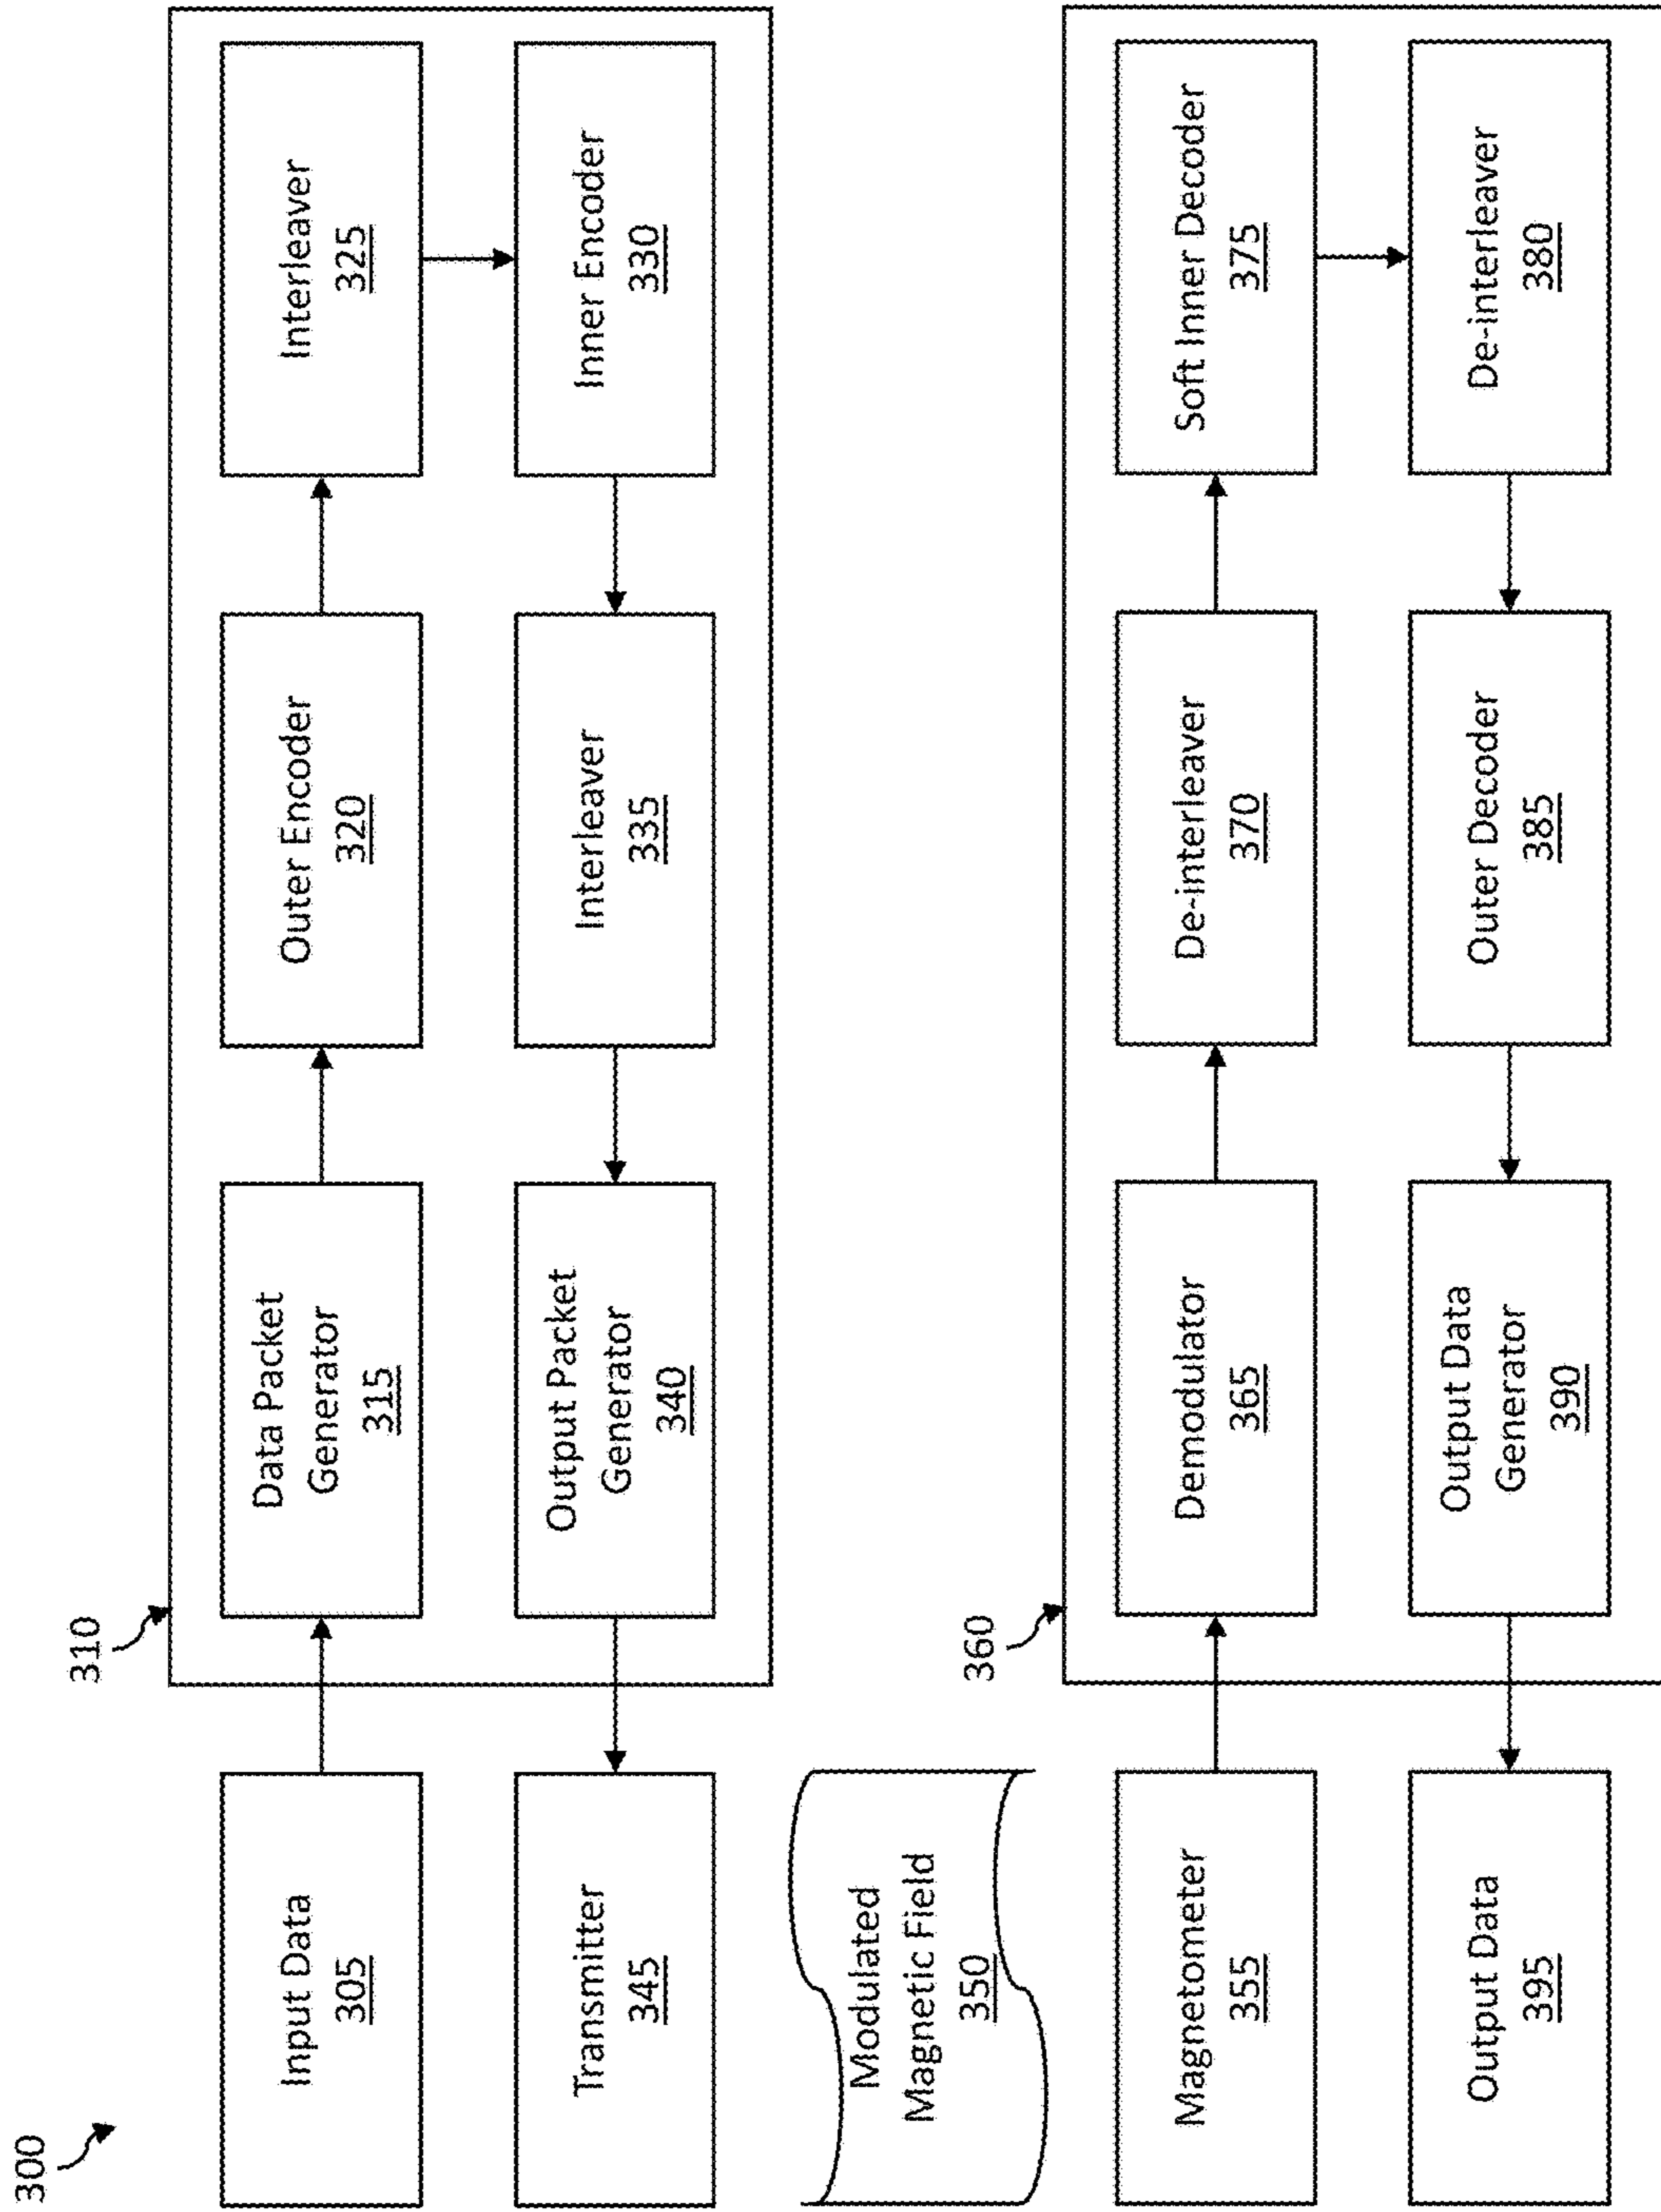 300
310
Input Data
305
Data Packet
Generator
315
Outer Encoder
320
Interleaver
325
Transmitter
345
Output Packet
Generator
340
Interleaver
335
Inner Encoder
330
Modulated
Magnetic Field
350
360
Magnetometer
355
Demodulator
365
De-interleaver
370
Soft Inner Decoder
375
Output Data
395
Output Data
Generator
390
Outer Decoder
385
De-interleaver
380